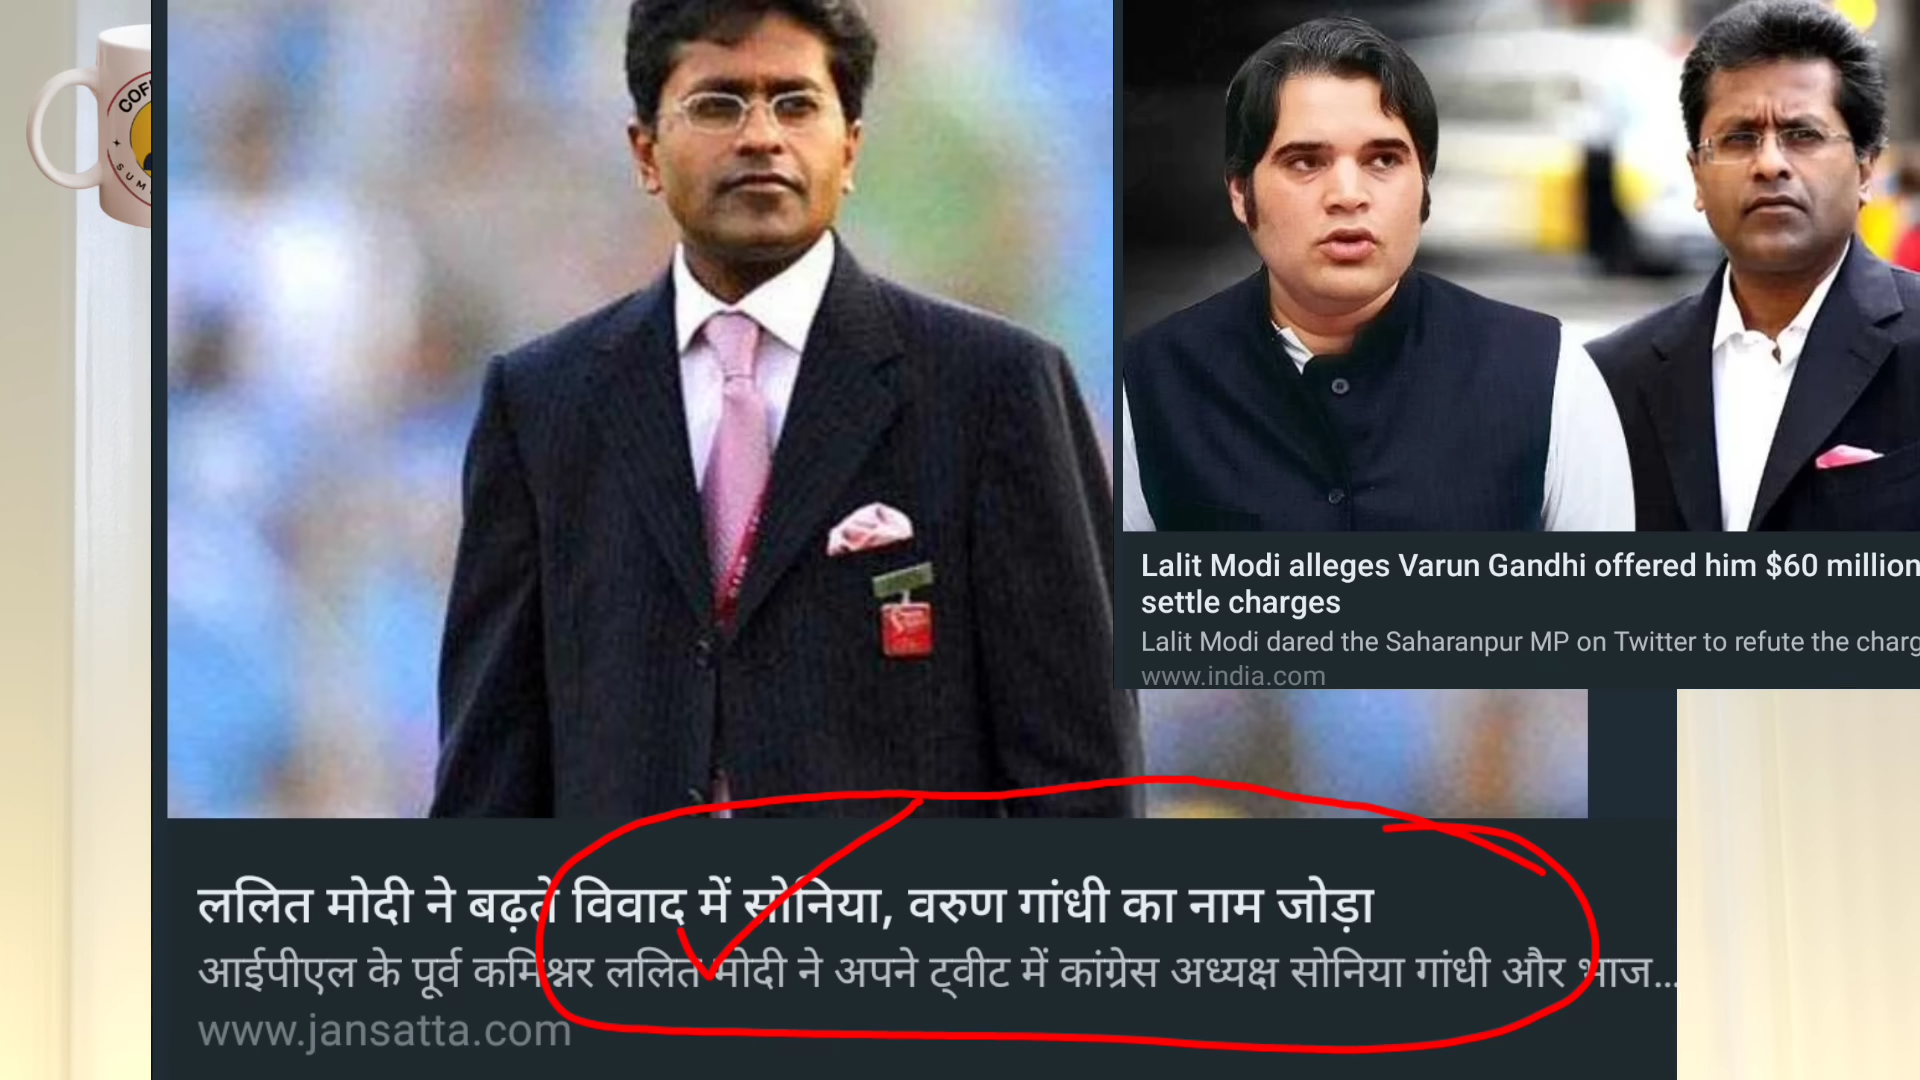 COF
SUM
Lalit Modi alleges Varun Gandhi offered him $60 million
settle charges
Lalit Modi dared the Saharanpur MP on Twitter to refute the charg
www.india.com
ललित मोदी ने बढ़ते विवाद में सोनिया, वरुण गांधी का नाम जोड़ा
आईपीएल के पूर्व कमिश्नर ललित मोदी ने अपने ट्वीट में कांग्रेस अध्यक्ष सोनिया गांधी और भाज...
www.jansatta.com